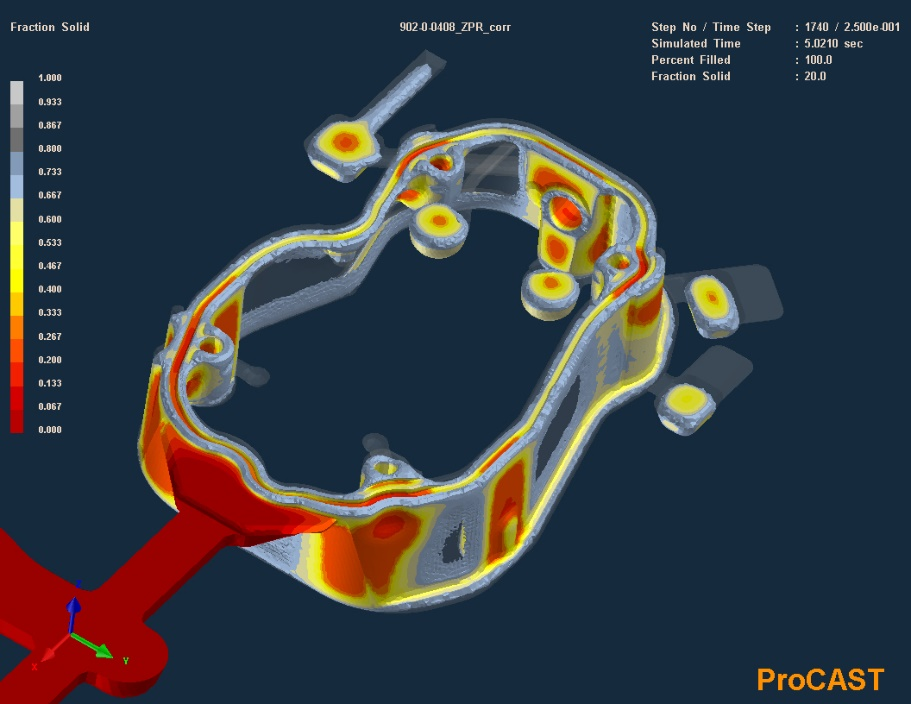 Fraction Solid
902-0-0408_ZPR_corr
Step No / Time Step : 1740 / 2.500e-001
Simulated Time : 5.0210 sec
Percent Filled : 100.0
Fraction Solid : 20.0
1.000
0.933
0.867
0.800
0.733
0.667
0.600
0.533
0.467
0.400
0.333
0.267
0.200
0.133
0.067
0.000
X
Y
ProCAST